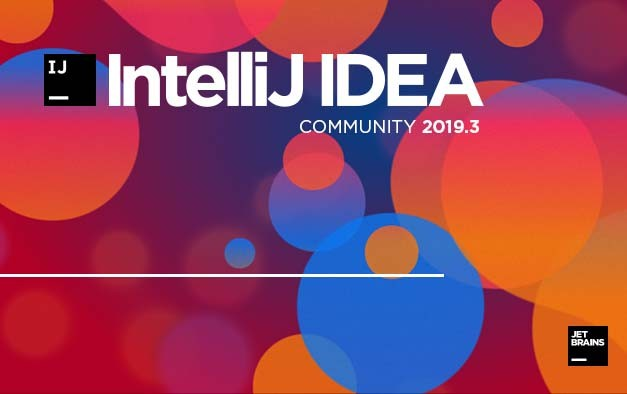 IJ
IntelliJ IDEA
COMMUNITY 2019.3
JET
BRAINS